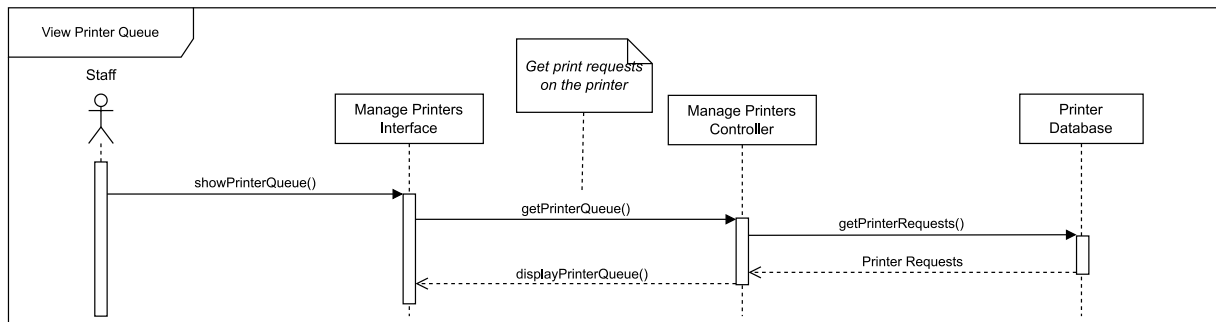 View Printer Queue
Staff
Get print requests
on the printer
Manage Printers
Interface
Manage Printers
Controller
Printer
Database
showPrinterQueue()
getPrinterQueue()
getPrinterRequests()
Printer Requests
displayPrinterQueue()